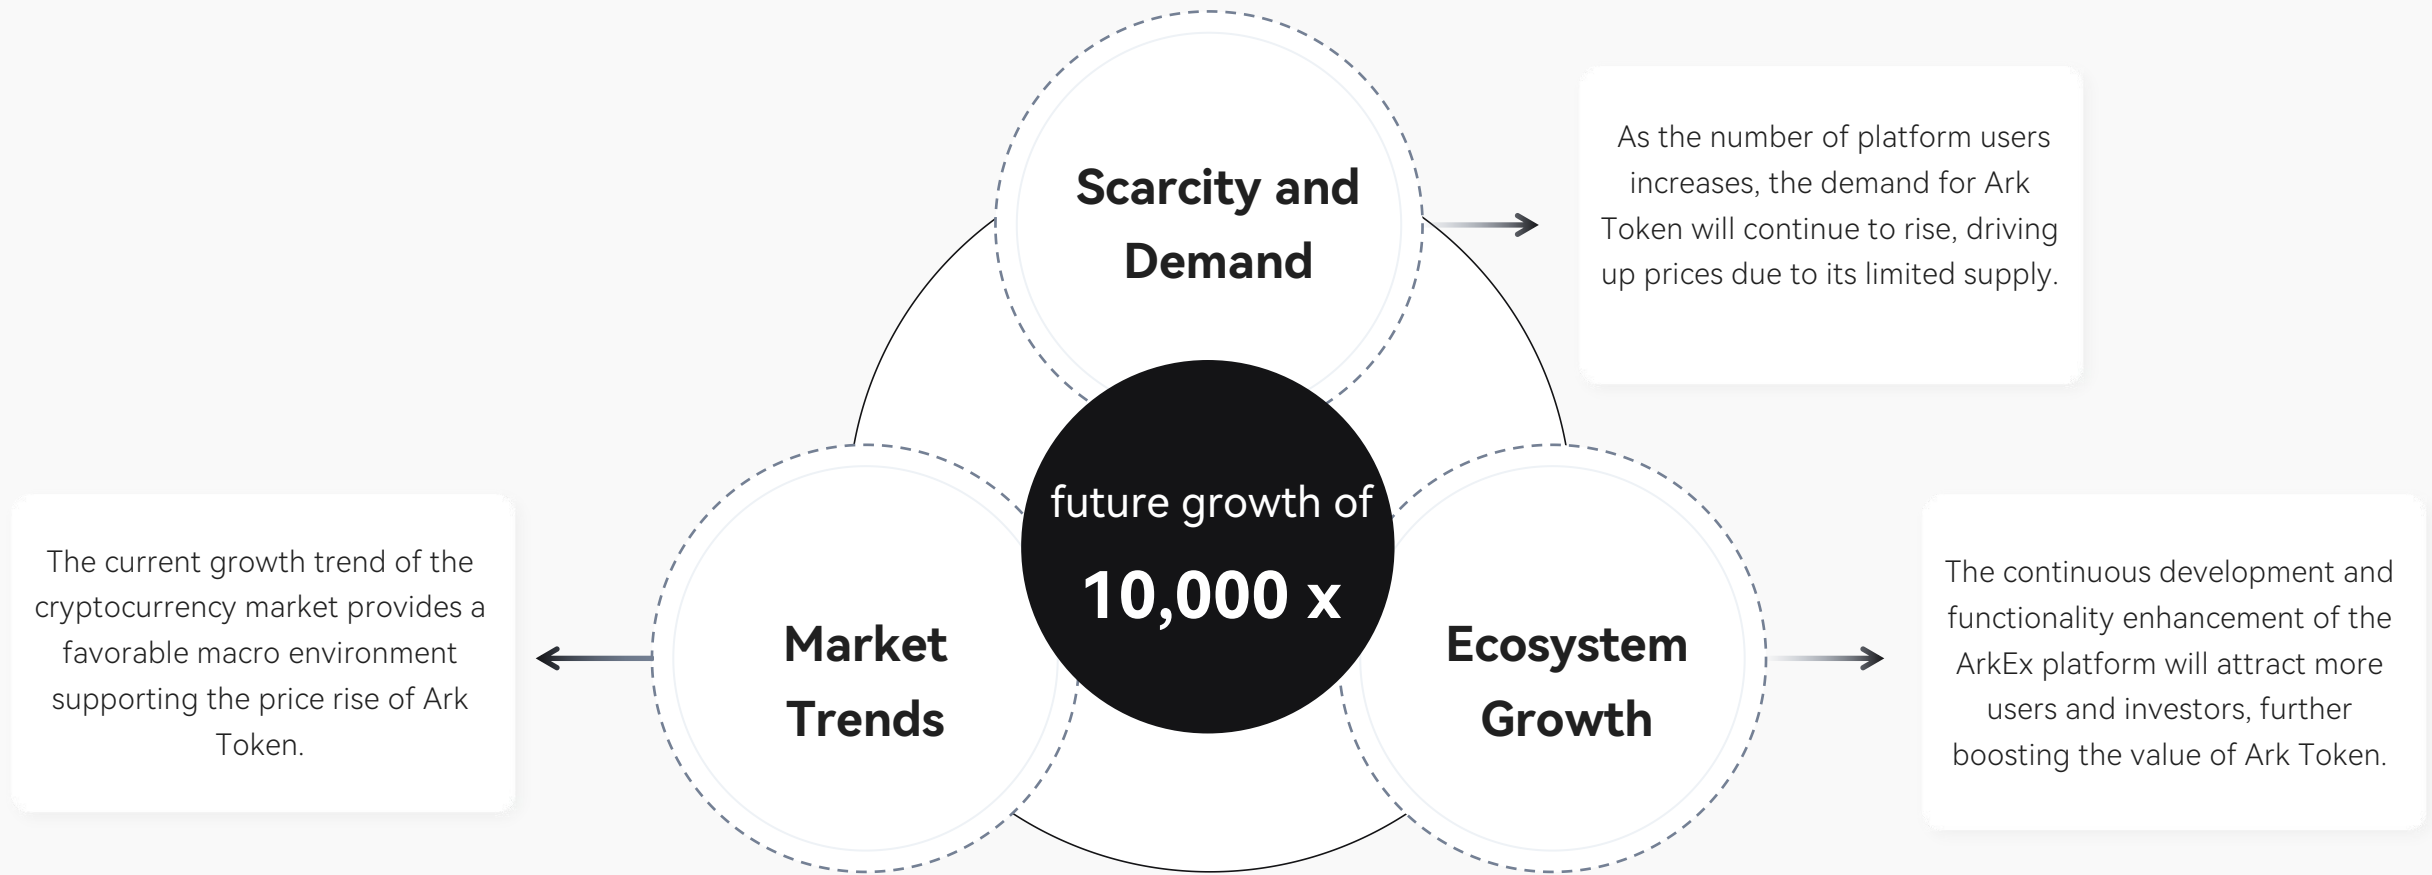 Scarcity and
Demand
As the number of platform users
increases, the demand for Ark
Token will continue to rise, driving
up prices due to its limited supply.
future growth of
10,000 x
The current growth trend of the
cryptocurrency market provides a
favorable macro environment
supporting the price rise of Ark
Token.
Market
Trends
Ecosystem
Growth
The continuous development and
functionality enhancement of the
ArkEx platform will attract more
users and investors, further
boosting the value of Ark Token.